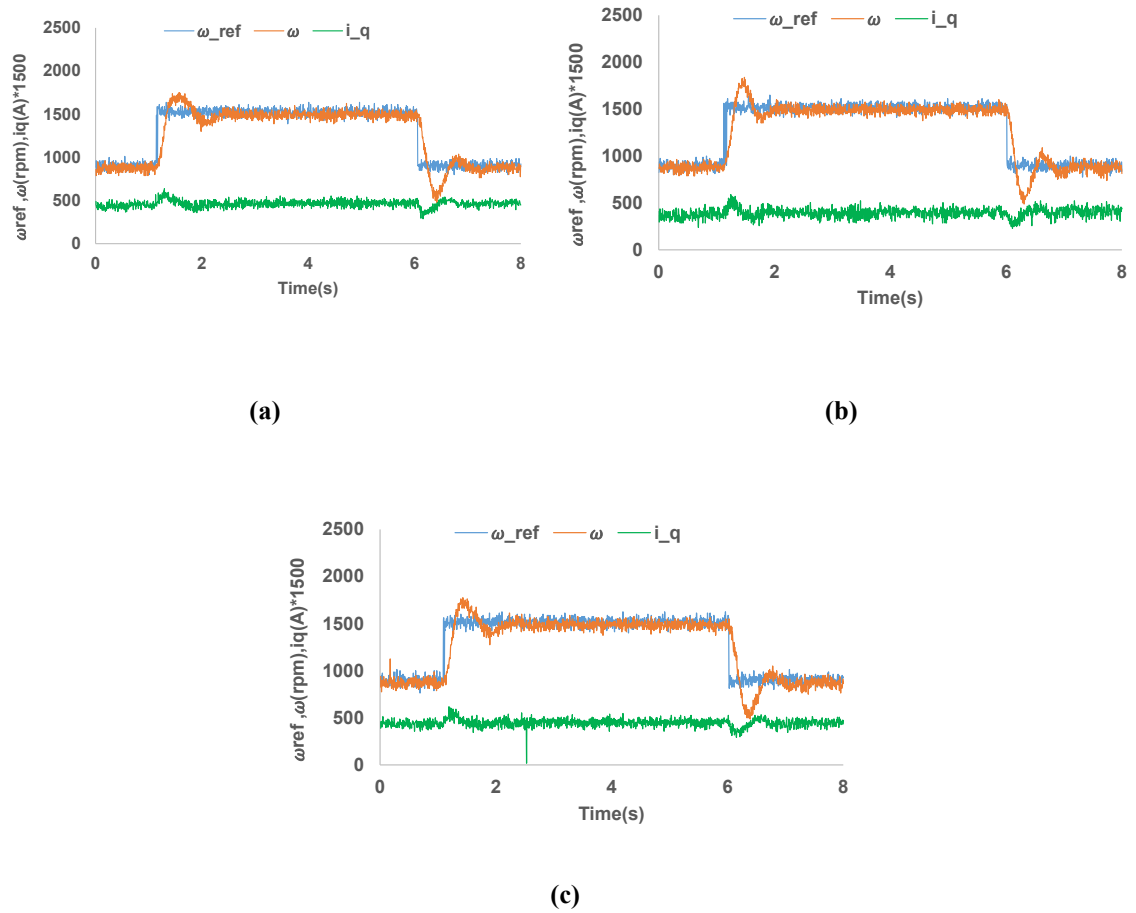 ω_ref ω i_q
ωref ,ω(rpm),iq(A)*1500
2500
2000
1500
1000
500
0
0 2 4 6 8
Time(s)
(a)
ω_ref ω i_q
ωref ,ω(rpm),iq(A)*1500
2500
2000
1500
1000
500
0
0 2 4 6 8
Time(s)
(b)
ω_ref ω i_q
ωref ,ω(rpm),iq(A)*1500
2500
2000
1500
1000
500
0
0 2 4 6 8
Time(s)
(c)